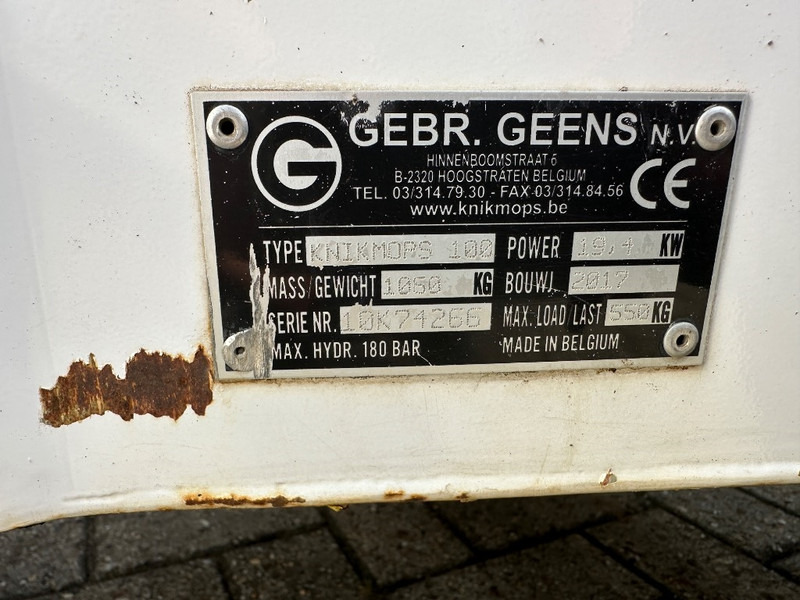 G GEBR. GEENS N.V.
HINNENBOOMSTRAAT 6
B-2320 HOOGSTRATEN BELGIUM
TEL. 03/314.79.30 - FAX 03/314.84.56
www.knikmops.be
CE
TYPE KNIKMOPS 100 POWER 19,4 KW
MASS/GEWICHT 1060 KG BOUWJ. 2017
SERIE NR. 10K74266 MAX. LOAD/LAST 550 KG
MAX. HYDR. 180 BAR MADE IN BELGIUM